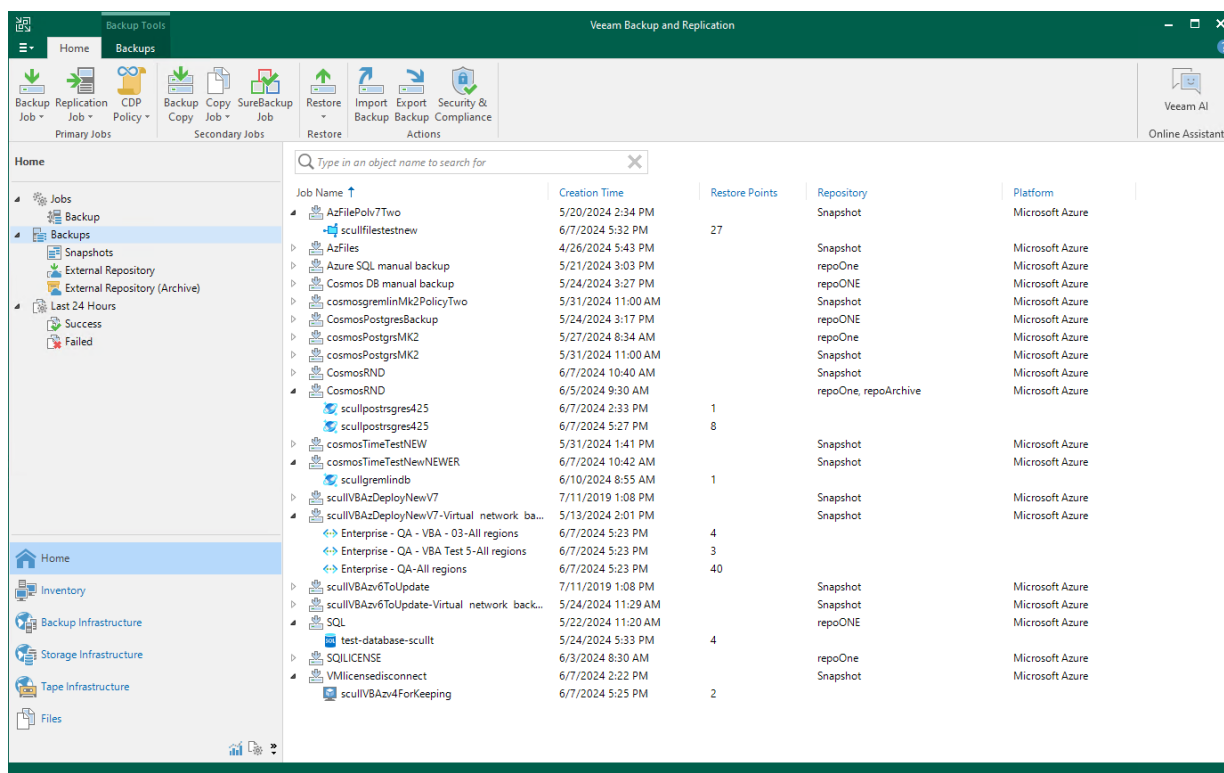 Backup Tools
Veeam Backup and Replication
Home Backups
Backup Job
Replication Job
CDP Policy
Primary Jobs
Backup Copy
Copy Job
SureBackup Job
Secondary Jobs
Restore
Restore
Import Backup
Export Backup
Security & Compliance
Actions
Veeam AI
Online Assistant
Home
Jobs
Backup
Backups
Snapshots
External Repository
External Repository (Archive)
Last 24 Hours
Success
Failed
Home
Inventory
Backup Infrastructure
Storage Infrastructure
Tape Infrastructure
Files
Type in an object name to search for
Job Name Creation Time Restore Points Repository Platform
AzFilePolv7Two 5/20/2024 2:34 PM Snapshot Microsoft Azure
scullfilestestnew 6/7/2024 5:32 PM 27
AzFiles 4/26/2024 5:43 PM Snapshot Microsoft Azure
Azure SQL manual backup 5/21/2024 3:03 PM repoOne Microsoft Azure
Cosmos DB manual backup 5/24/2024 3:27 PM repoONE Microsoft Azure
cosmosgremlinMk2PolicyTwo 5/31/2024 11:00 AM Snapshot Microsoft Azure
CosmosPostgresBackup 5/24/2024 3:17 PM repoONE Microsoft Azure
cosmosPostgrsMK2 5/27/2024 8:34 AM repoOne Microsoft Azure
cosmosPostgrsMK2 5/31/2024 11:00 AM Snapshot Microsoft Azure
CosmosRND 6/7/2024 10:40 AM Snapshot Microsoft Azure
CosmosRND 6/5/2024 9:30 AM repoOne, repoArchive Microsoft Azure
scullpostrsgres425 6/7/2024 2:33 PM 1
scullpostrsgres425 6/7/2024 5:27 PM 8
cosmosTimeTestNEW 5/31/2024 1:41 PM Snapshot Microsoft Azure
cosmosTimeTestNewNEWER 6/7/2024 10:42 AM Snapshot Microsoft Azure
scullgremlindb 6/10/2024 8:55 AM 1
scullVBAzDeployNewV7 7/11/2019 1:08 PM Snapshot Microsoft Azure
scullVBAzDeployNewV7-Virtual network ba... 5/13/2024 2:01 PM Snapshot Microsoft Azure
Enterprise - QA - VBA - 03-All regions 6/7/2024 5:23 PM 4
Enterprise - QA - VBA Test 5-All regions 6/7/2024 5:23 PM 3
Enterprise - QA-All regions 6/7/2024 5:23 PM 40
scullVBAzv6ToUpdate 7/11/2019 1:08 PM Snapshot Microsoft Azure
scullVBAzv6ToUpdate-Virtual network back... 5/24/2024 11:29 AM Snapshot Microsoft Azure
SQL 5/22/2024 11:20 AM repoONE Microsoft Azure
test-database-scullt 5/24/2024 5:33 PM 4
SQILICENSE 6/3/2024 8:30 AM repoOne Microsoft Azure
VMlicensedisconnect 6/7/2024 2:22 PM Snapshot Microsoft Azure
scullVBAzv4ForKeeping 6/7/2024 5:25 PM 2